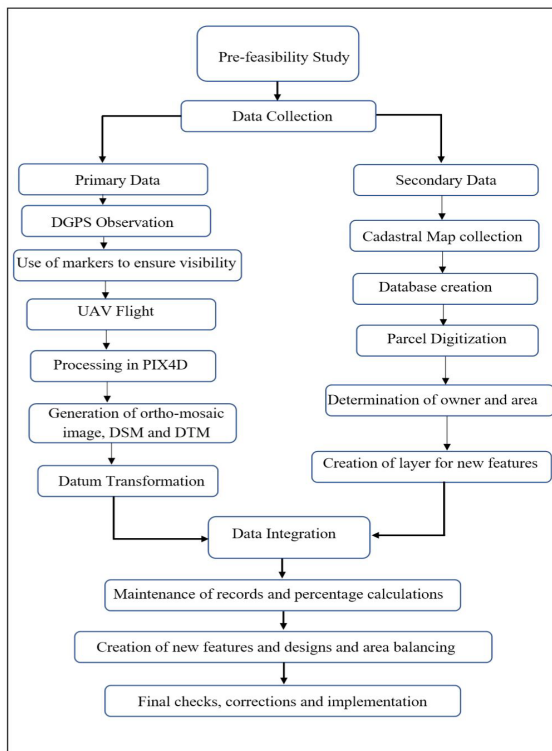 Pre-feasibility Study
Data Collection
Primary Data
DGPS Observation
Use of markers to ensure visibility
UAV Flight
Processing in PIX4D
Generation of ortho-mosaic
image, DSM and DTM
Datum Transformation
Secondary Data
Cadastral Map collection
Database creation
Parcel Digitization
Determination of owner and area
Creation of layer for new features
Data Integration
Maintenance of records and percentage calculations
Creation of new features and designs and area balancing
Final checks, corrections and implementation